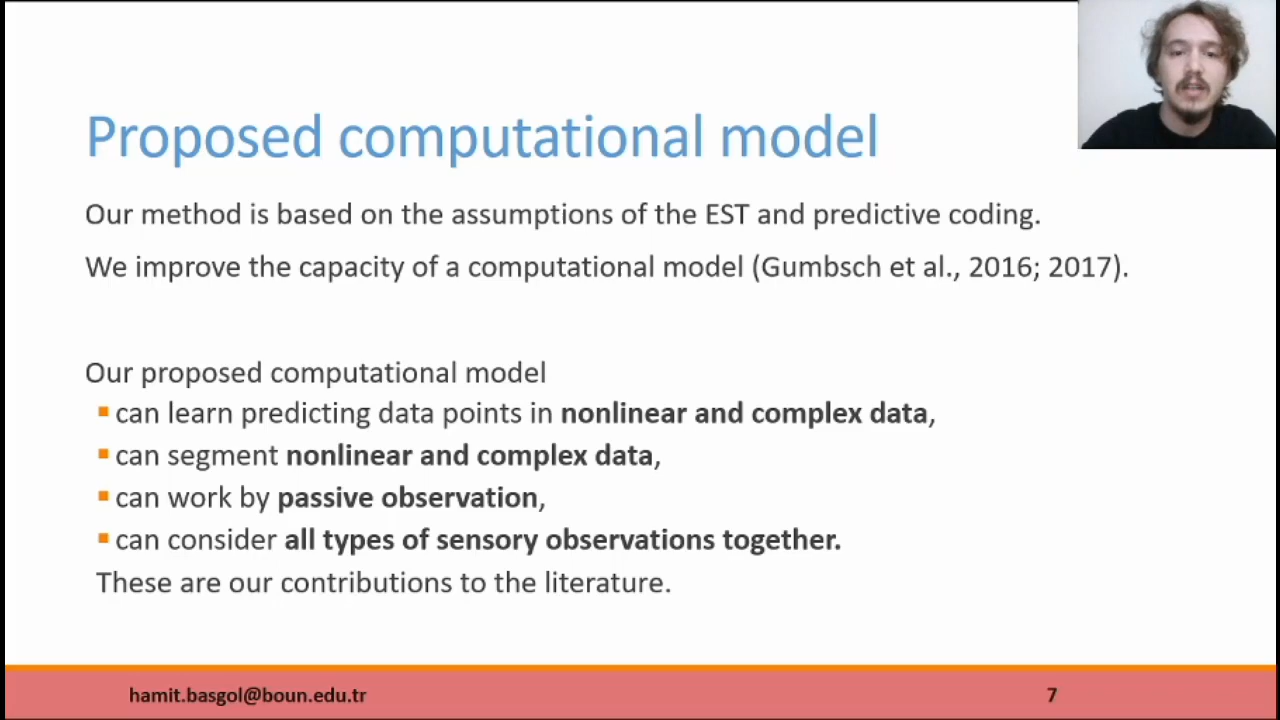 Proposed computational model
Our method is based on the assumptions of the EST and predictive coding.
We improve the capacity of a computational model (Gumbsch et al., 2016; 2017).
Our proposed computational model
can learn predicting data points in nonlinear and complex data,
can segment nonlinear and complex data,
can work by passive observation,
can consider all types of sensory observations together.
These are our contributions to the literature.
hamit.basgol@boun.edu.tr
7